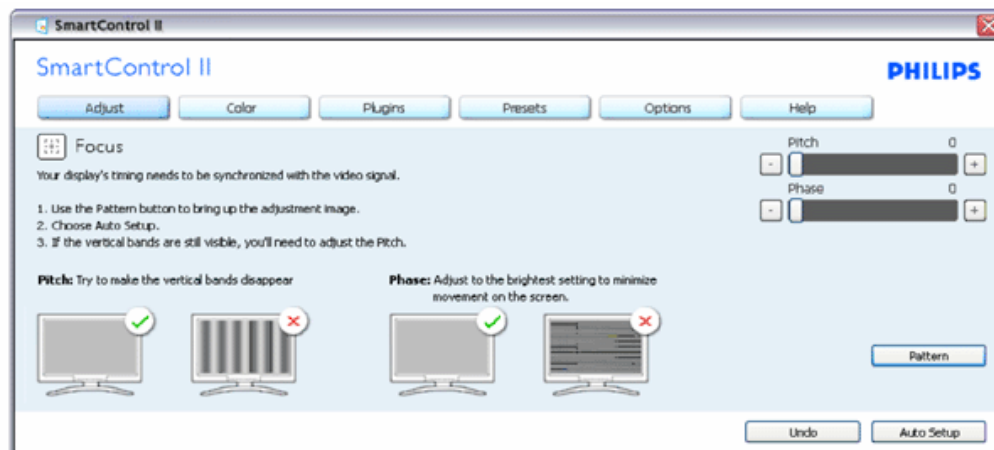 SmartControl II
SmartControl II
PHILIPS
Adjust Color Plugins Presets Options Help
Focus
Your display's timing needs to be synchronized with the video signal.
1. Use the Pattern button to bring up the adjustment image.
2. Choose Auto Setup.
3. If the vertical bands are still visible, you'll need to adjust the Pitch.
Pitch 0
- +
Phase 0
- +
Pitch: Try to make the vertical bands disappear
Phase: Adjust to the brightest setting to minimize
movement on the screen.
Pattern
Undo Auto Setup